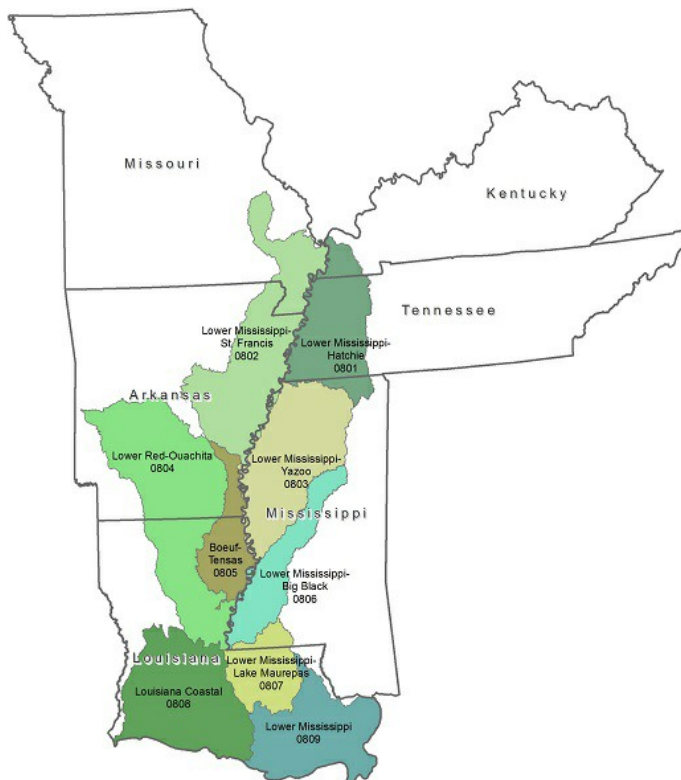 Missouri
Kentucky
Tennessee
Lower Mississippi-
St. Francis
0802
Lower Mississippi-
Hatchie
0801
Arkansas
Lower Red-Ouachita
0804
Lower Mississippi-
Yazoo
0803
Mississippi
Boeuf-
Tensas
0805
Lower Mississippi-
Big Black
0806
Louisiana
Lower Mississippi-
Lake Maurepas
0807
Louisiana Coastal
0808
Lower Mississippi
0809